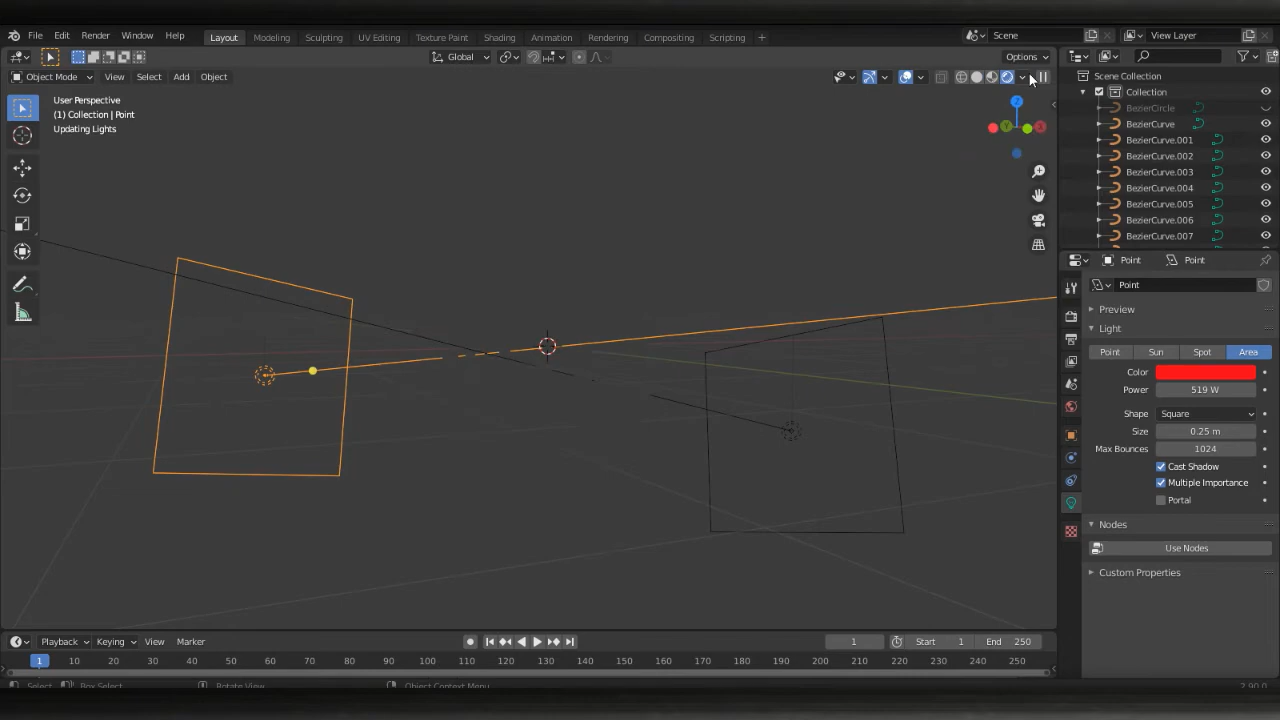 File Edit Render Window Help Layout Modeling Sculpting UV Editing Texture Paint Shading Animation Rendering Compositing Scripting + Scene View Layer
Global Options
Object Mode View Select Add Object
Scene Collection
User Perspective
(1) Collection | Point
Updating Lights
Collection
BezierCircle
BezierCurve
BezierCurve.001
BezierCurve.002
BezierCurve.003
BezierCurve.004
BezierCurve.005
BezierCurve.006
BezierCurve.007
Z
Y
X
Point Point
Point
Preview
Light
Point Sun Spot Area
Color
Power 519 W
Shape Square
Size 0.25 m
Max Bounces 1024
Cast Shadow
Multiple Importance
Portal
Nodes
Use Nodes
Custom Properties
Playback Keying View Marker 1 Start 1 End 250
1 10 20 30 40 50 60 70 80 90 100 110 120 130 140 150 160 170 180 190 200 210 220 230 240 250
Select Box Select Rotate View Object Context Menu 2.90.0